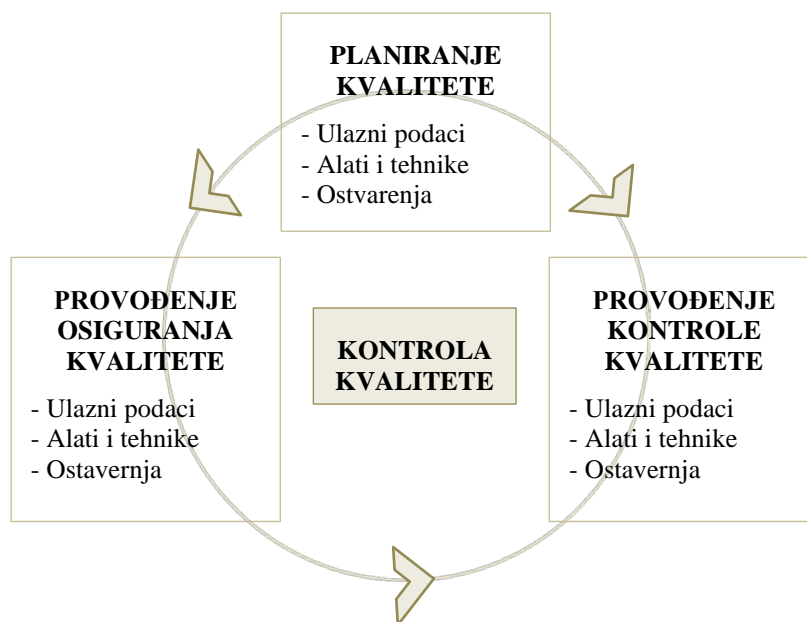 PLANIRANJE
KVALITETE
- Ulazni podaci
- Alati i tehnike
- Ostvarenja
PROVOĐENJE
OSIGURANJA
KVALITETE
- Ulazni podaci
- Alati i tehnike
- Ostavernja
KONTROLA
KVALITETE
PROVOĐENJE
KONTROLE
KVALITETE
- Ulazni podaci
- Alati i tehnike
- Ostavernja